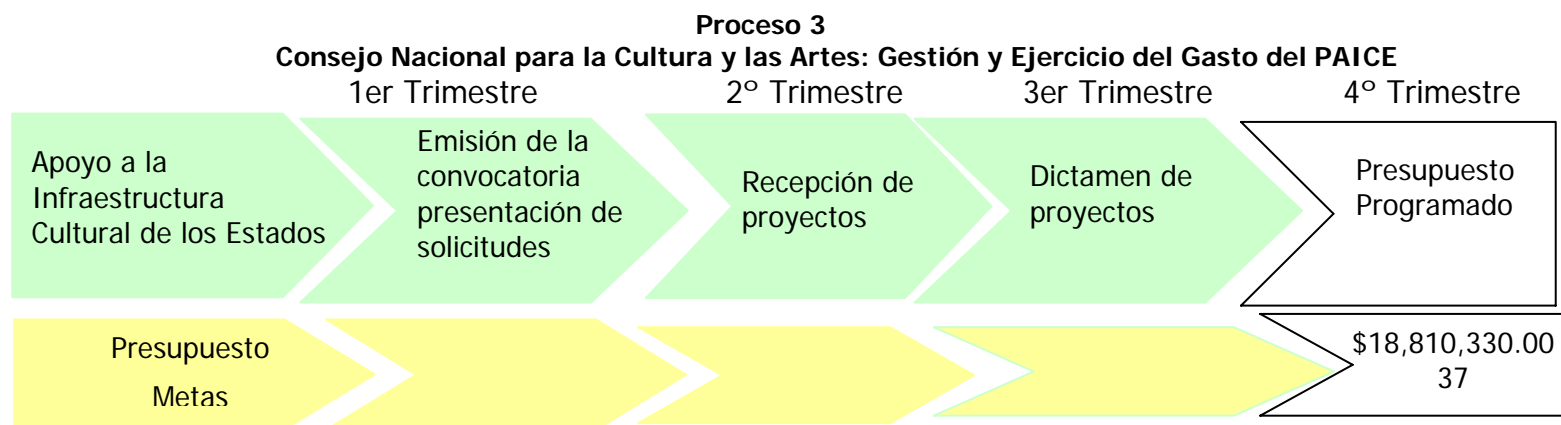 Proceso 3
Consejo Nacional para la Cultura y las Artes: Gestión y Ejercicio del Gasto del PAICE
1er Trimestre
2º Trimestre
3er Trimestre
4º Trimestre
Apoyo a la
Infraestructura
Cultural de los Estados
Emisión de la
convocatoria
presentación de
solicitudes
Recepción de
proyectos
Dictamen de
proyectos
Presupuesto
Programado
Presupuesto
Metas
$18,810,330.00
37